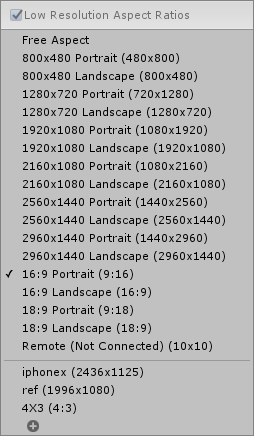 Low Resolution Aspect Ratios
Free Aspect
800x480 Portrait (480x800)
800x480 Landscape (800x480)
1280x720 Portrait (720x1280)
1280x720 Landscape (1280x720)
1920x1080 Portrait (1080x1920)
1920x1080 Landscape (1920x1080)
2160x1080 Portrait (1080x2160)
2160x1080 Landscape (2160x1080)
2560x1440 Portrait (1440x2560)
2560x1440 Landscape (2560x1440)
2960x1440 Portrait (1440x2960)
2960x1440 Landscape (2960x1440)
16:9 Portrait (9:16)
16:9 Landscape (16:9)
18:9 Portrait (9:18)
18:9 Landscape (18:9)
Remote (Not Connected) (10x10)
iphonex (2436x1125)
ref (1996x1080)
4X3 (4:3)